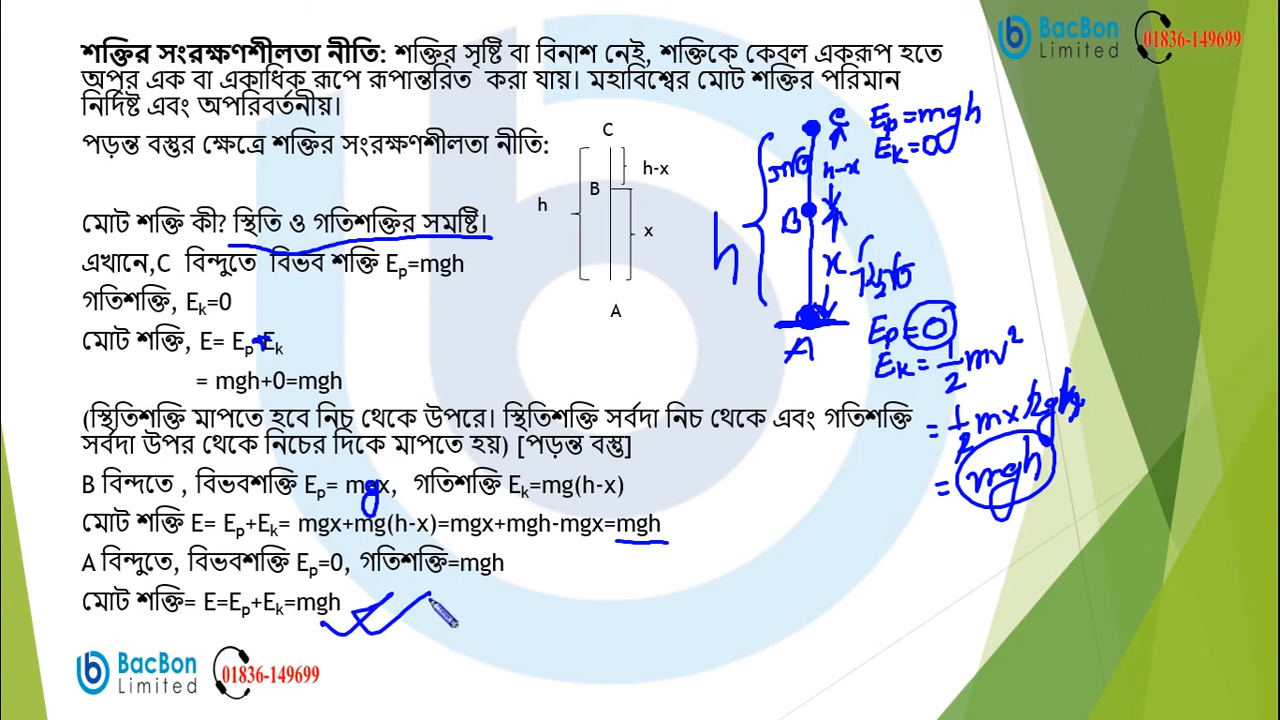 BacBon Limited 01836-149699
শক্তির সংরক্ষণশীলতা নীতি: শক্তির সৃষ্টি বা বিনাশ নেই, শক্তিকে কেবল একরূপ হতে
অপর এক বা একাধিক রূপে রূপান্তরিত করা যায়। মহাবিশ্বের মোট শক্তির পরিমান
নির্দিষ্ট এবং অপরিবর্তনীয়।
পড়ন্ত বস্তুর ক্ষেত্রে শক্তির সংরক্ষণশীলতা নীতি:
C
h-x
B
h
x
A
মোট শক্তি কী? স্থিতি ও গতিশক্তির সমষ্টি।
এখানে,C বিন্দুতে বিভব শক্তি Ep=mgh
গতিশক্তি, Ek=0
মোট শক্তি, E= Ep+Ek
= mgh+0=mgh
(স্থিতিশক্তি মাপতে হবে নিচ থেকে উপরে। স্থিতিশক্তি সর্বদা নিচ থেকে এবং গতিশক্তি
সর্বদা উপর থেকে নিচের দিকে মাপতে হয়) [পড়ন্ত বস্তু]
B বিন্দতে , বিভবশক্তি Ep= mgx, গতিশক্তি Ek=mg(h-x)
মোট শক্তি E= Ep+Ek= mgx+mg(h-x)=mgx+mgh-mgx=mgh
A বিন্দুতে, বিভবশক্তি Ep=0, গতিশক্তি=mgh
মোট শক্তি= E=Ep+Ek=mgh
C
Ep=mgh
Ek=0
h-x
B
h
x
A
Ep=0
Ek=1/2 mv²
=1/2 m×2gh
=mgh
BacBon Limited 01836-149699